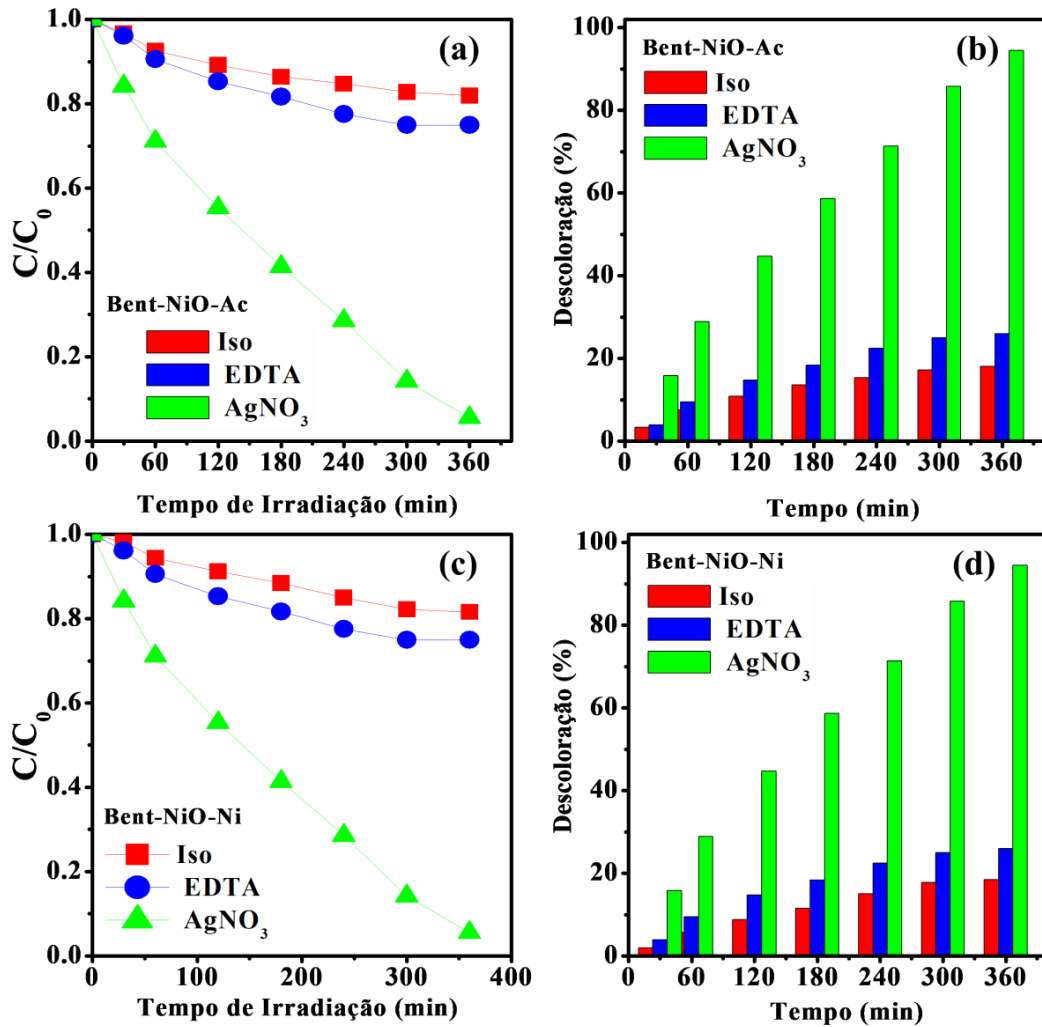 (a)
C/C₀
1.0
0.8
0.6
0.4
0.2
0.0
Bent-NiO-Ac
Iso
EDTA
AgNO₃
0 60 120 180 240 300 360
Tempo de Irradiação (min)
(b)
Descoloração (%)
100
80
60
40
20
0
Bent-NiO-Ac
Iso
EDTA
AgNO₃
0 60 120 180 240 300 360
Tempo (min)
(c)
C/C₀
1.0
0.8
0.6
0.4
0.2
0.0
Bent-NiO-Ni
Iso
EDTA
AgNO₃
0 100 200 300 400
Tempo de Irradiação (min)
(d)
Descoloração (%)
100
80
60
40
20
0
Bent-NiO-Ni
Iso
EDTA
AgNO₃
0 60 120 180 240 300 360
Tempo (min)